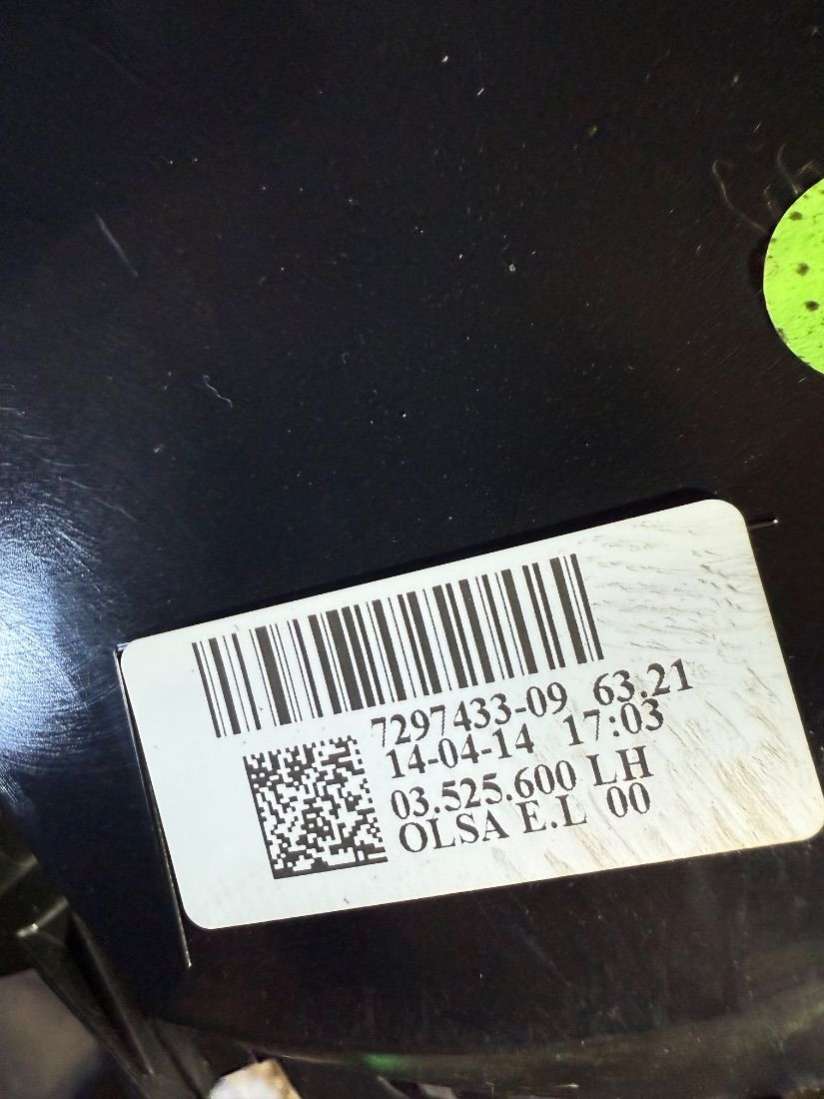 7297433-09 63.21
14-04-14 17:03
03.525.600 LH
OLSA E.L 00